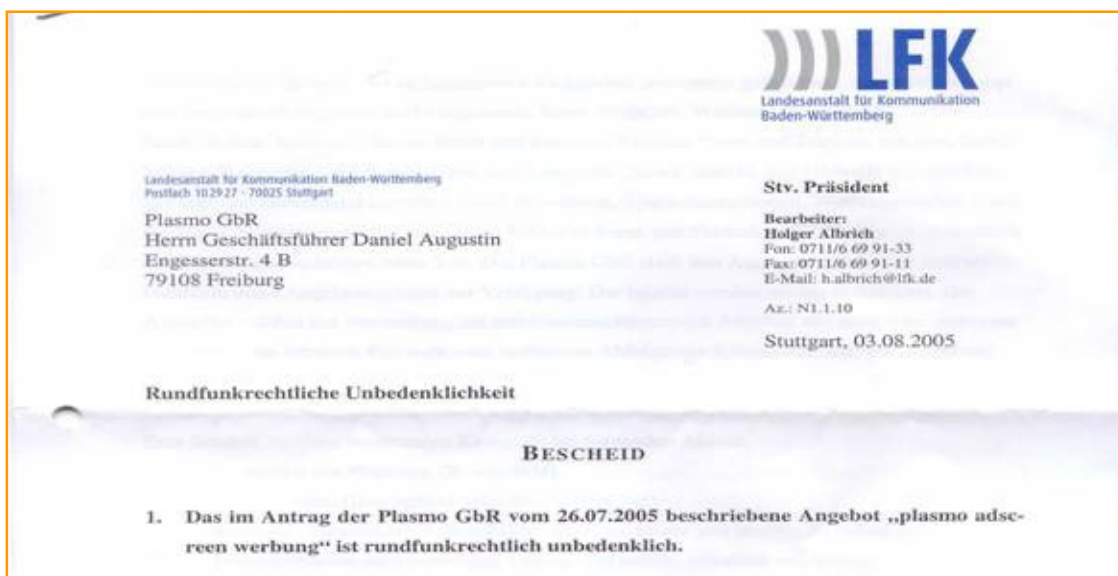 LFK
Landesanstalt für Kommunikation
Baden-Württemberg
Landesanstalt für Kommunikation Baden-Württemberg
Postfach 10 29 27 · 70025 Stuttgart
Plasmo GbR
Herrn Geschäftsführer Daniel Augustin
Engesserstr. 4 B
79108 Freiburg
Stv. Präsident
Bearbeiter:
Holger Albrich
Fon: 0711/6 69 91-33
Fax: 0711/6 69 91-11
E-Mail: h.albrich@lfk.de
Az.: N1.1.10
Stuttgart, 03.08.2005
Rundfunkrechtliche Unbedenklichkeit
BESCHEID
1. Das im Antrag der Plasmo GbR vom 26.07.2005 beschriebene Angebot „plasmo adsc-
reen werbung“ ist rundfunkrechtlich unbedenklich.